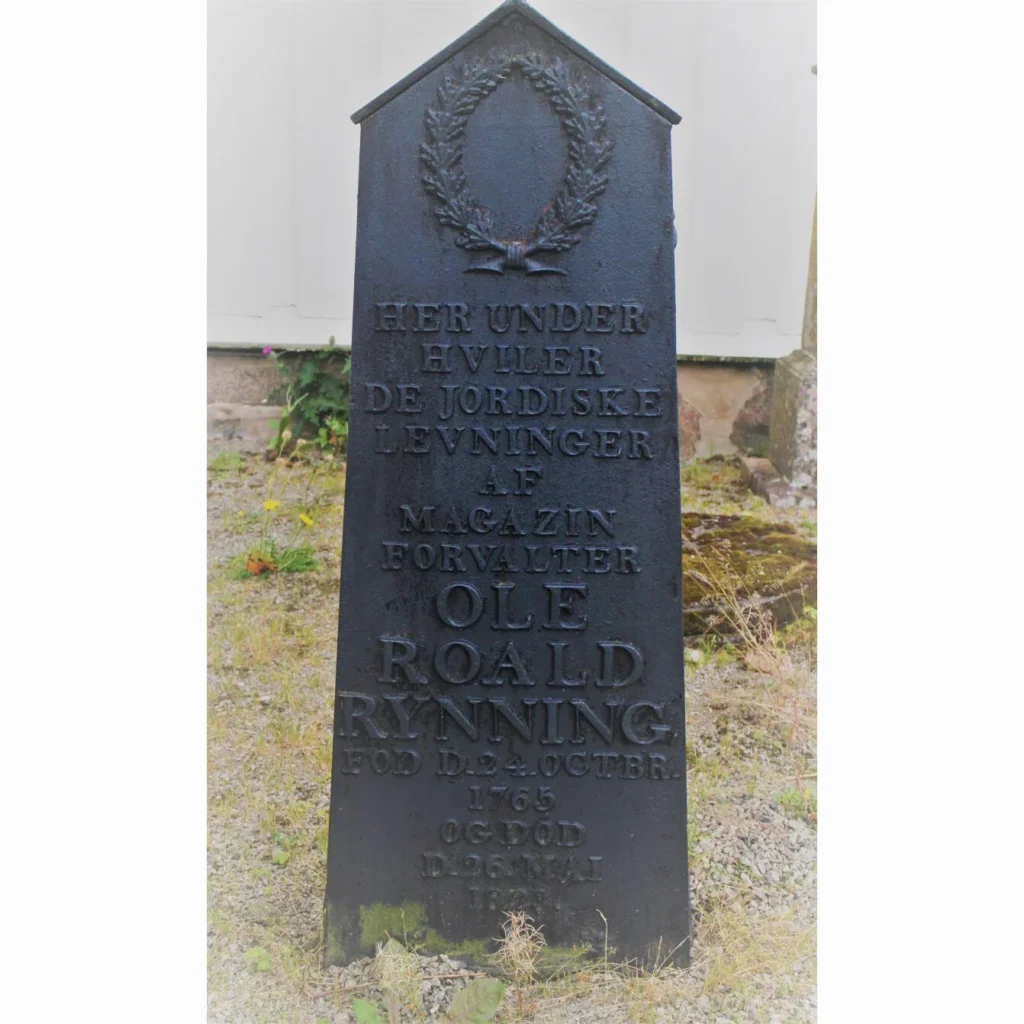 HER UNDER
HVILER
DE JORDISKE
LEVNINGER
AF
MAGAZIN
FORVALTER
OLE
ROALD
RYNNING
FØD D.24.OCTBR.
1765
OG DØD
D.26.MAI